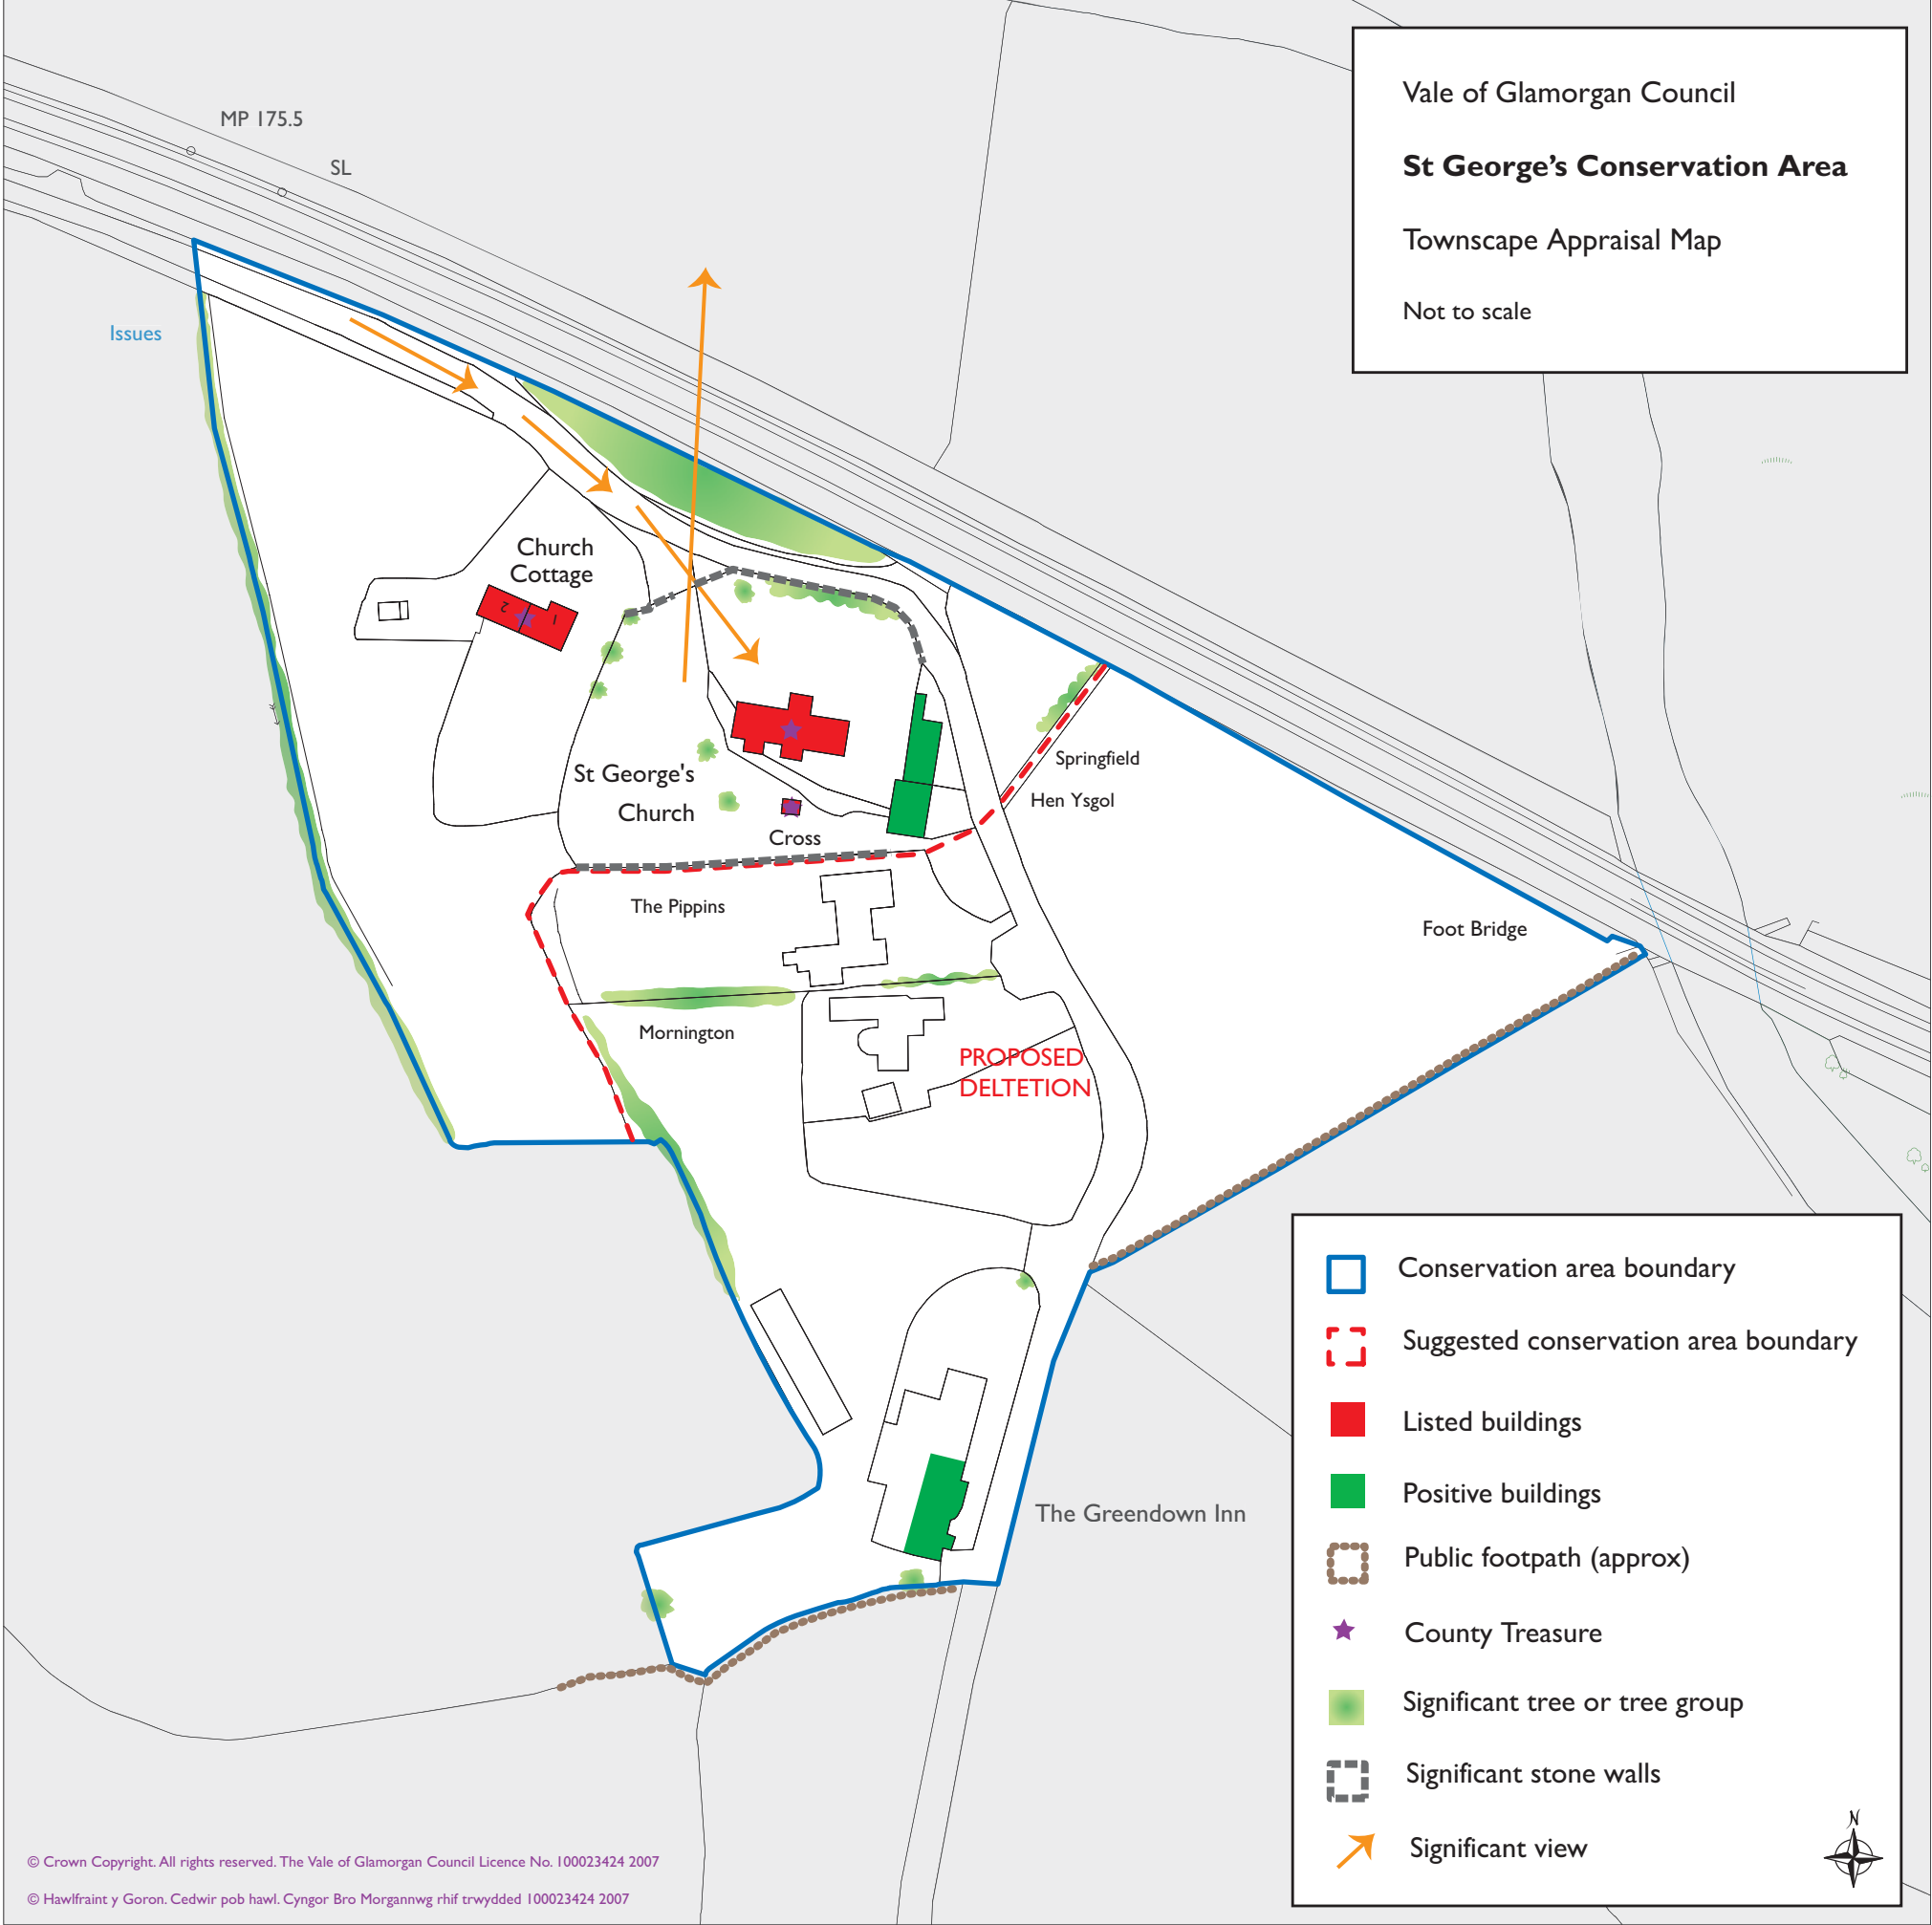 Vale of Glamorgan Council
St George’s Conservation Area
Townscape Appraisal Map
Not to scale
MP 175.5
SL
Issues
Church
Cottage
2
1
St George's
Church
Cross
Springfield
Hen Ysgol
The Pippins
Foot Bridge
Mornington
PROPOSED
DELTETION
The Greendown Inn
Conservation area boundary
Suggested conservation area boundary
Listed buildings
Positive buildings
Public footpath (approx)
County Treasure
Significant tree or tree group
Significant stone walls
Significant view
N
© Crown Copyright. All rights reserved. The Vale of Glamorgan Council Licence No. 100023424 2007
© Hawlfraint y Goron. Cedwir pob hawl. Cyngor Bro Morgannwg rhif trwydded 100023424 2007